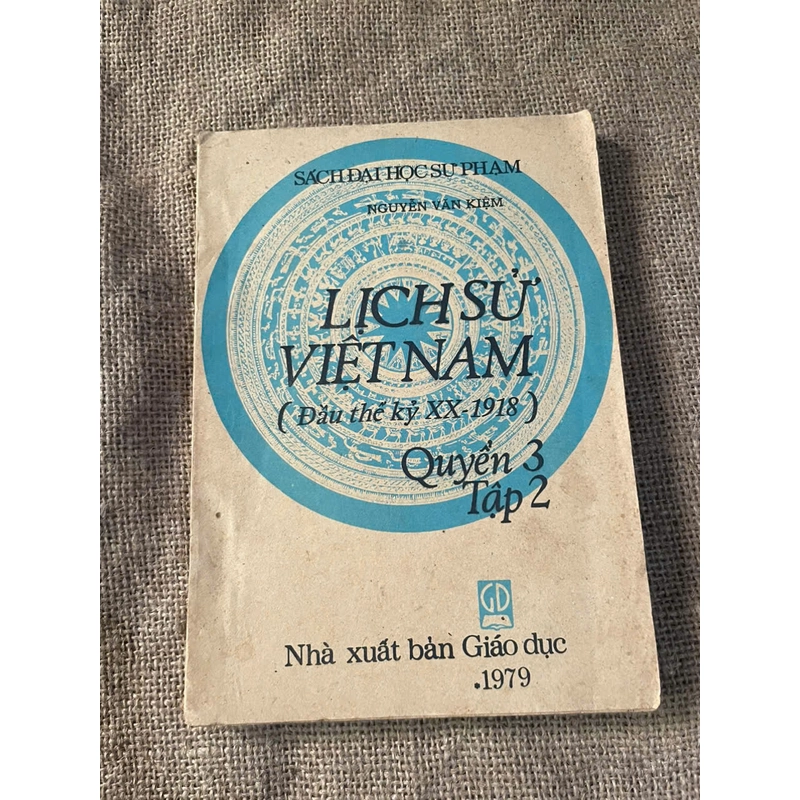 SÁCH ĐẠI HỌC SƯ PHẠM
NGUYỄN VĂN KIỆM
LỊCH SỬ
VIỆT NAM
(Đầu thế kỷ XX-1918)
Quyển 3
Tập 2
GD
Nhà xuất bản Giáo dục
.1979